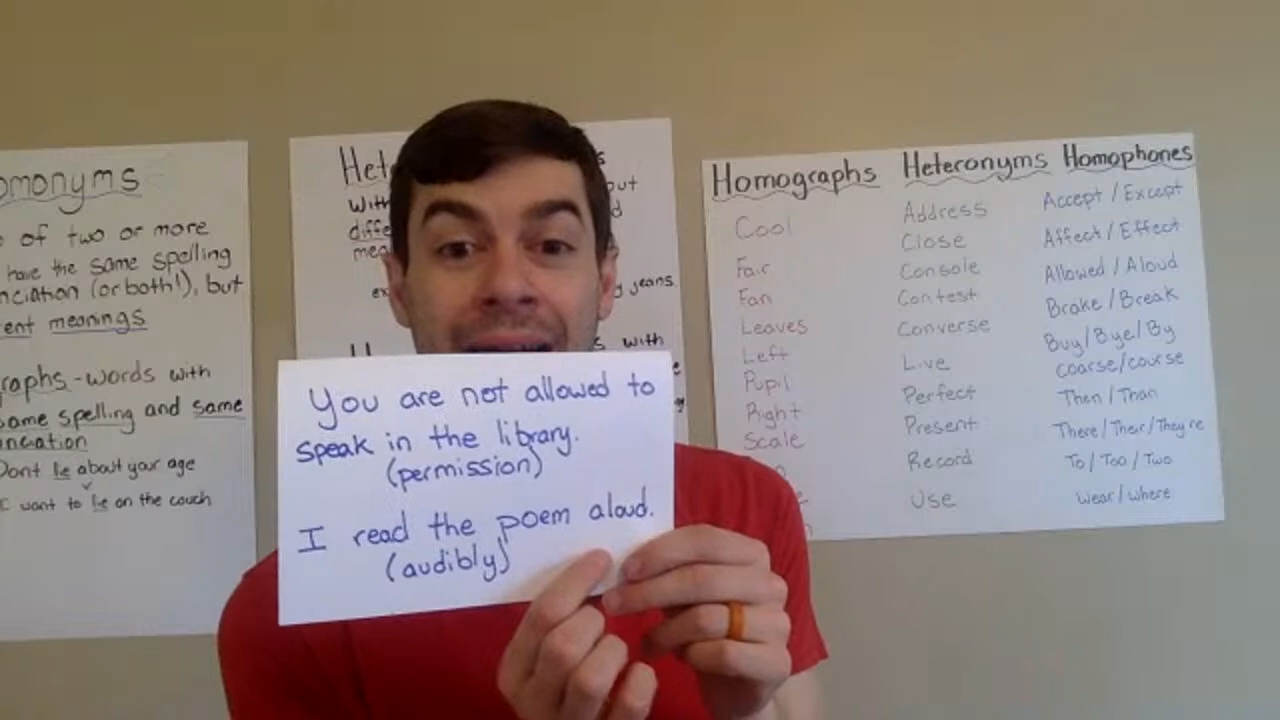 omonyms
of two or more
have the same spelling
nciation (or both!), but
ent meanings
raphs - words with
same spelling and same
nciation
Dont lie about your age
I want to lie on the couch
Het
s
With
out
diffe
mea
ex
g jeans.
s with
You are not allowed to
speak in the library.
(permission)
I read the poem aloud.
(audibly)
Homographs
Cool
Fair
Fan
Leaves
Left
Pupil
Right
Scale
Heteronyms
Address
Close
Console
Contest
Converse
Live
Perfect
Present
Record
Use
Homophones
Accept / Except
Affect / Effect
Allowed / Aloud
Brake / Break
Buy / Bye / By
Coarse / course
Then / Than
There / Their / They're
To / Too / Two
Wear / where